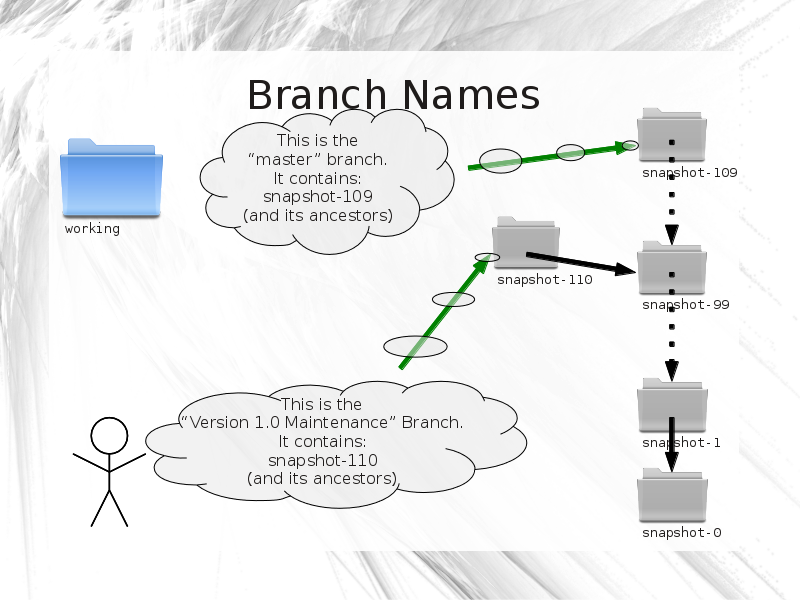 Branch Names
This is the
“master” branch.
It contains:
snapshot-109
(and its ancestors)
snapshot-109
working
snapshot-110
snapshot-99
This is the
“Version 1.0 Maintenance” Branch.
It contains:
snapshot-110
(and its ancestors)
snapshot-1
snapshot-0